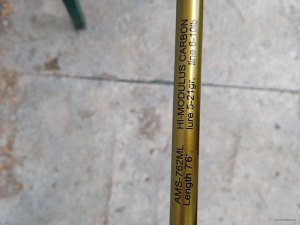 AMS-762ML HI-MODULUS CARBON
Length 7'6". lure 5-21gr. line 6-10lb